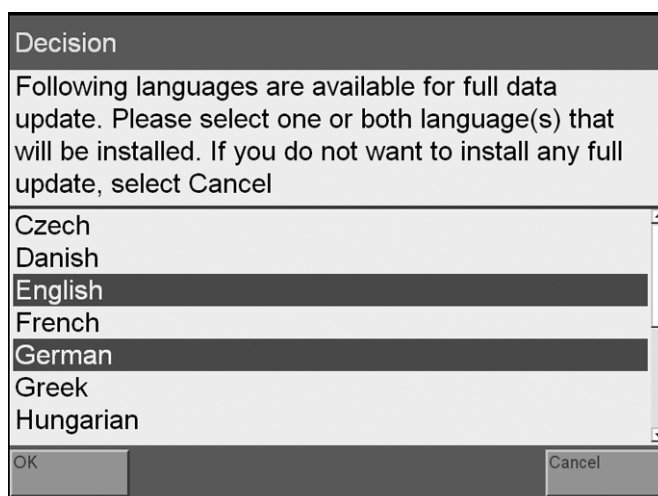 Decision
Following languages are available for full data
update. Please select one or both language(s) that
will be installed. If you do not want to install any full
update, select Cancel
Czech
Danish
English
French
German
Greek
Hungarian
OK
Cancel